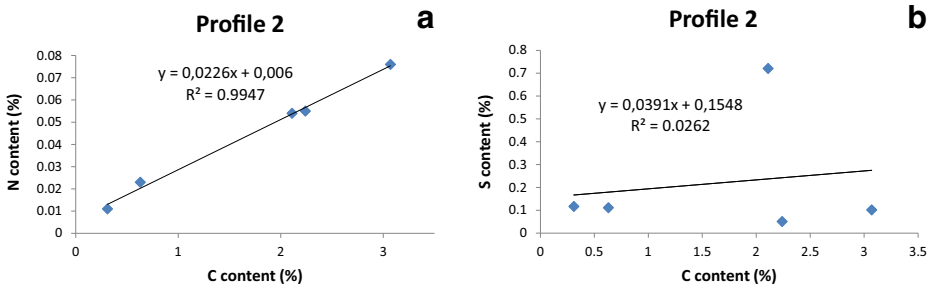 Profile 2
a
y = 0,0226x + 0,006
R² = 0.9947
N content (%)
0.08
0.07
0.06
0.05
0.04
0.03
0.02
0.01
0
0 1 2 3
C content (%)
Profile 2
b
y = 0,0391x + 0,1548
R² = 0.0262
S content (%)
0.8
0.7
0.6
0.5
0.4
0.3
0.2
0.1
0
0 0.5 1 1.5 2 2.5 3 3.5
C content (%)